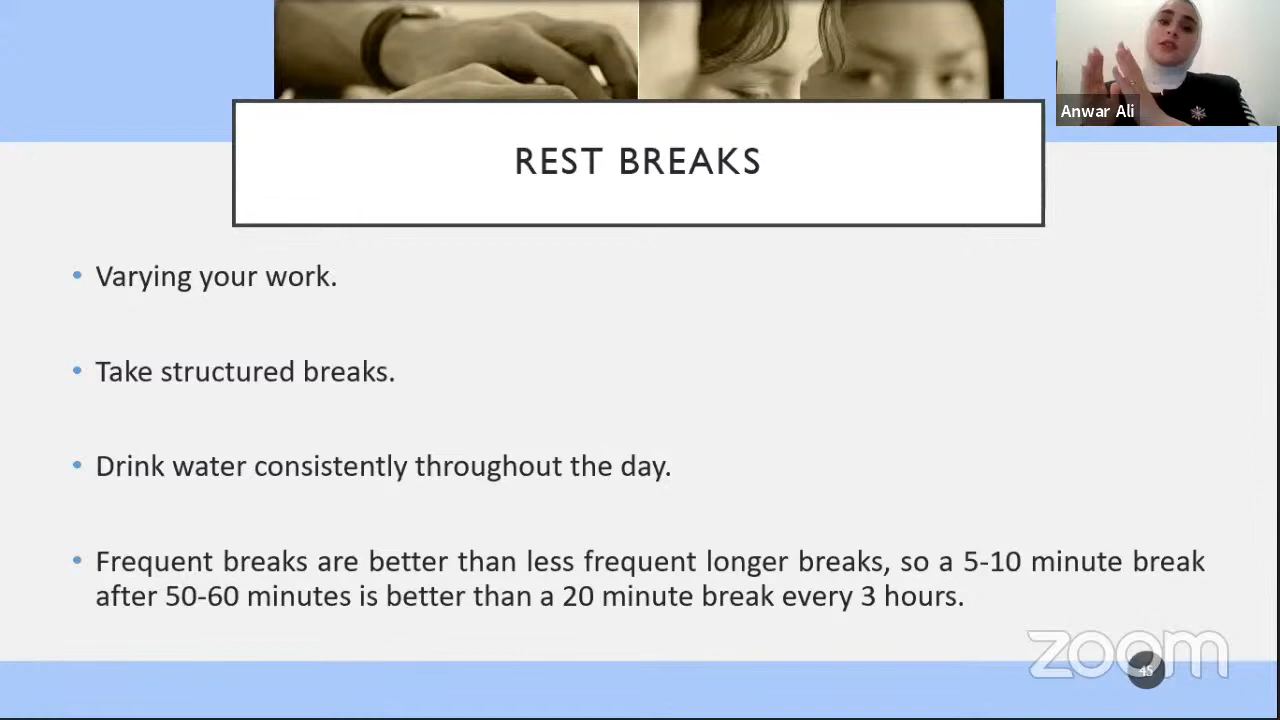 Anwar Ali
REST BREAKS
• Varying your work.
• Take structured breaks.
• Drink water consistently throughout the day.
• Frequent breaks are better than less frequent longer breaks, so a 5-10 minute break
after 50-60 minutes is better than a 20 minute break every 3 hours.
zoom
45